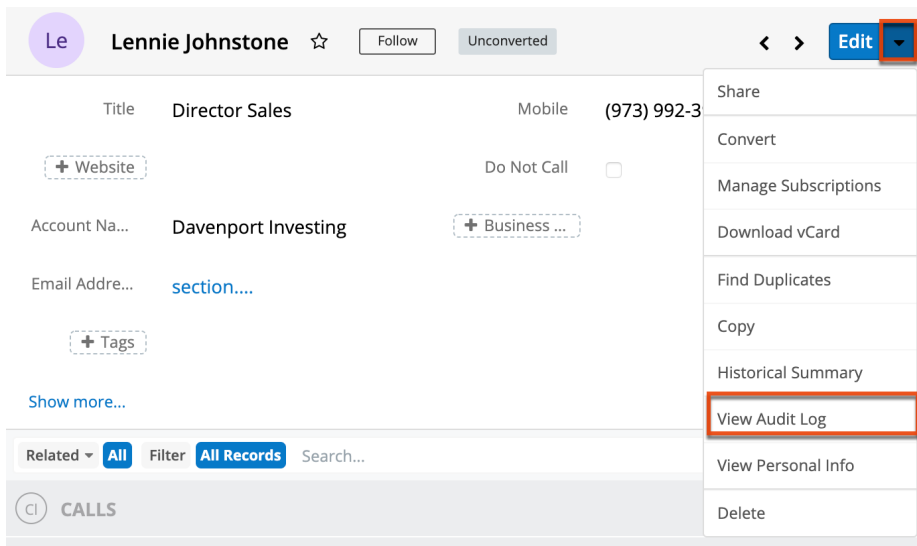 Le Lennie Johnstone Follow Unconverted Edit
Share
Title Director Sales Mobile (973) 992-3
Convert
+ Website Do Not Call
Manage Subscriptions
Account Na... Davenport Investing + Business ...
Download vCard
Email Addre... section....
Find Duplicates
+ Tags
Copy
Historical Summary
Show more...
View Audit Log
Related All Filter All Records Search...
View Personal Info
CI CALLS
Delete